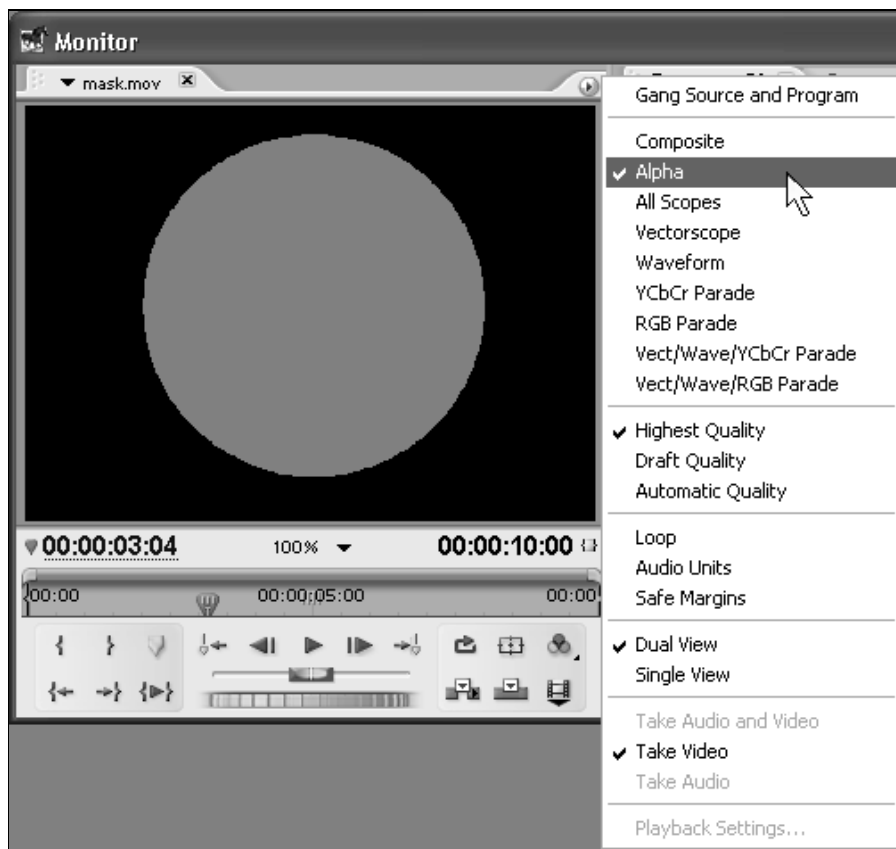 Monitor
mask.mov
Gang Source and Program
Composite
Alpha
All Scopes
Vectorscope
Waveform
YCbCr Parade
RGB Parade
Vect/Wave/YCbCr Parade
Vect/Wave/RGB Parade
Highest Quality
Draft Quality
Automatic Quality
Loop
Audio Units
Safe Margins
Dual View
Single View
Take Audio and Video
Take Video
Take Audio
Playback Settings...
00:00:03:04
100%
00:00:10:00
00:00
00:00:05:00
00:00